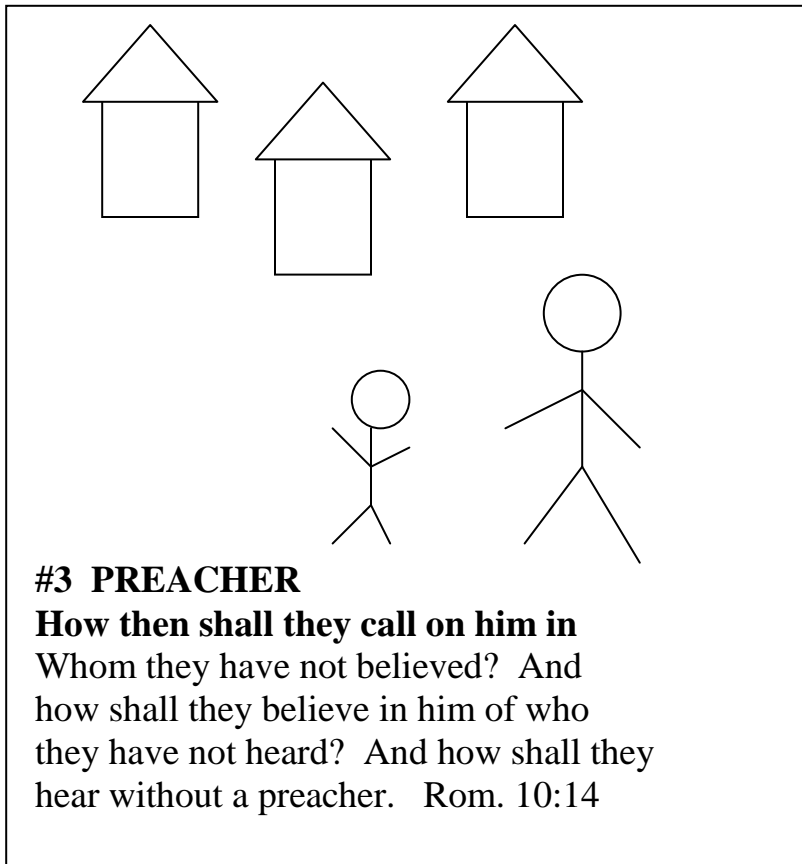 #3  PREACHER
How then shall they call on him in
Whom they have not believed?  And
how shall they believe in him of who
they have not heard?  And how shall they
hear without a preacher.   Rom. 10:14